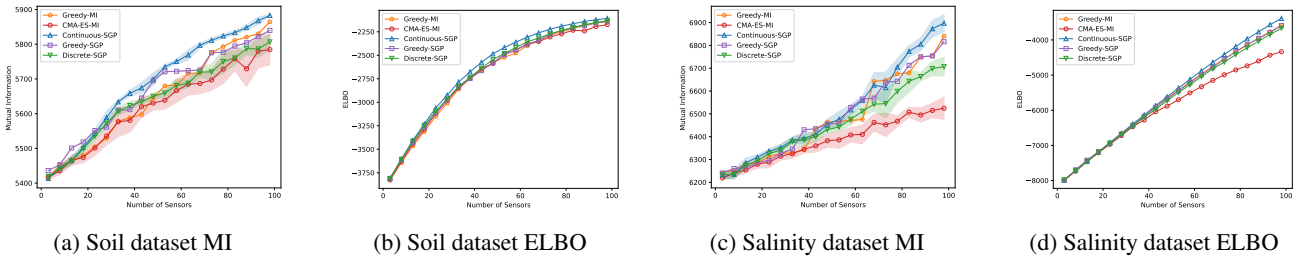 5900
5800
5700
5600
5500
5400
Mutual Information
0 20 40 60 80 100
Number of Sensors
Greedy-MI
CMA-ES-MI
Continuous-SGP
Greedy-SGP
Discrete-SGP
(a) Soil dataset MI
−2250
−2500
−2750
−3000
−3250
−3500
−3750
ELBO
0 20 40 60 80 100
Number of Sensors
Greedy-MI
CMA-ES-MI
Continuous-SGP
Greedy-SGP
Discrete-SGP
(b) Soil dataset ELBO
6900
6800
6700
6600
6500
6400
6300
6200
Mutual Information
0 20 40 60 80 100
Number of Sensors
Greedy-MI
CMA-ES-MI
Continuous-SGP
Greedy-SGP
Discrete-SGP
(c) Salinity dataset MI
−4000
−5000
−6000
−7000
−8000
ELBO
0 20 40 60 80 100
Number of Sensors
Greedy-MI
CMA-ES-MI
Continuous-SGP
Greedy-SGP
Discrete-SGP
(d) Salinity dataset ELBO